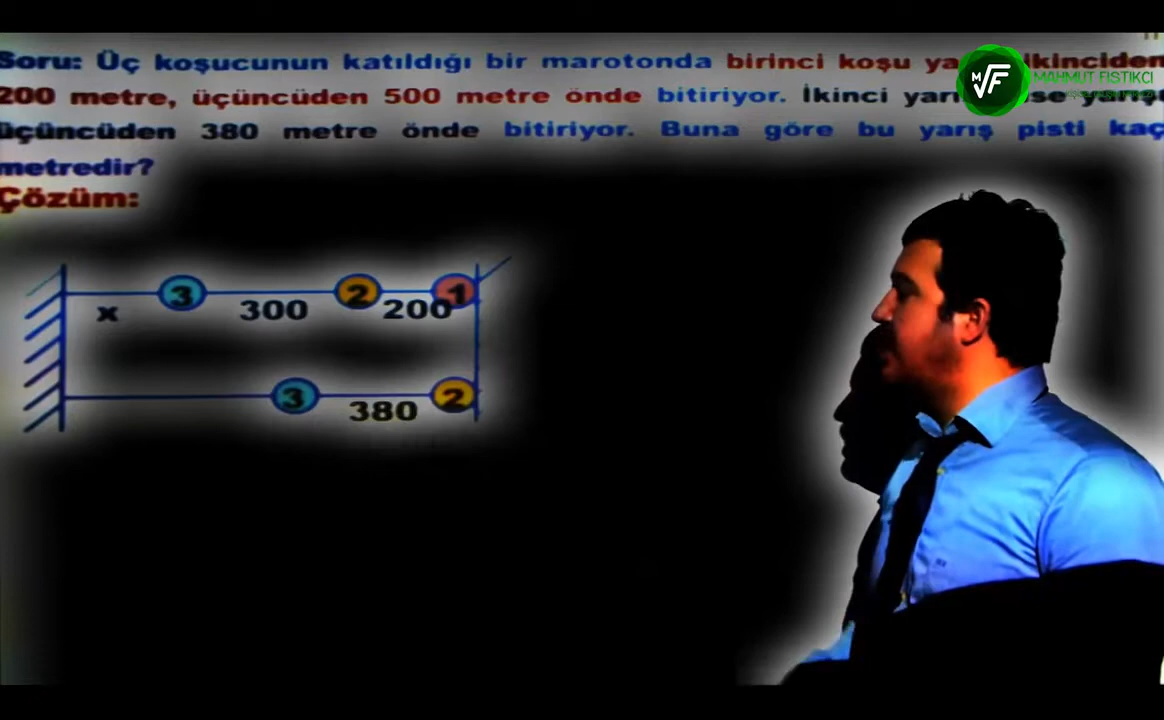 Soru: Üç koşucunun katıldığı bir marotonda birinci koşu ikinciden
200 metre, üçüncüden 500 metre önde bitiriyor. İkinci
üçüncüden 380 metre önde bitiriyor. Buna göre bu yarış pisti kaç
metredir?
Çözüm:
MAHMUT FISTIKCI
x 3 300 2 200 1
3 380 2